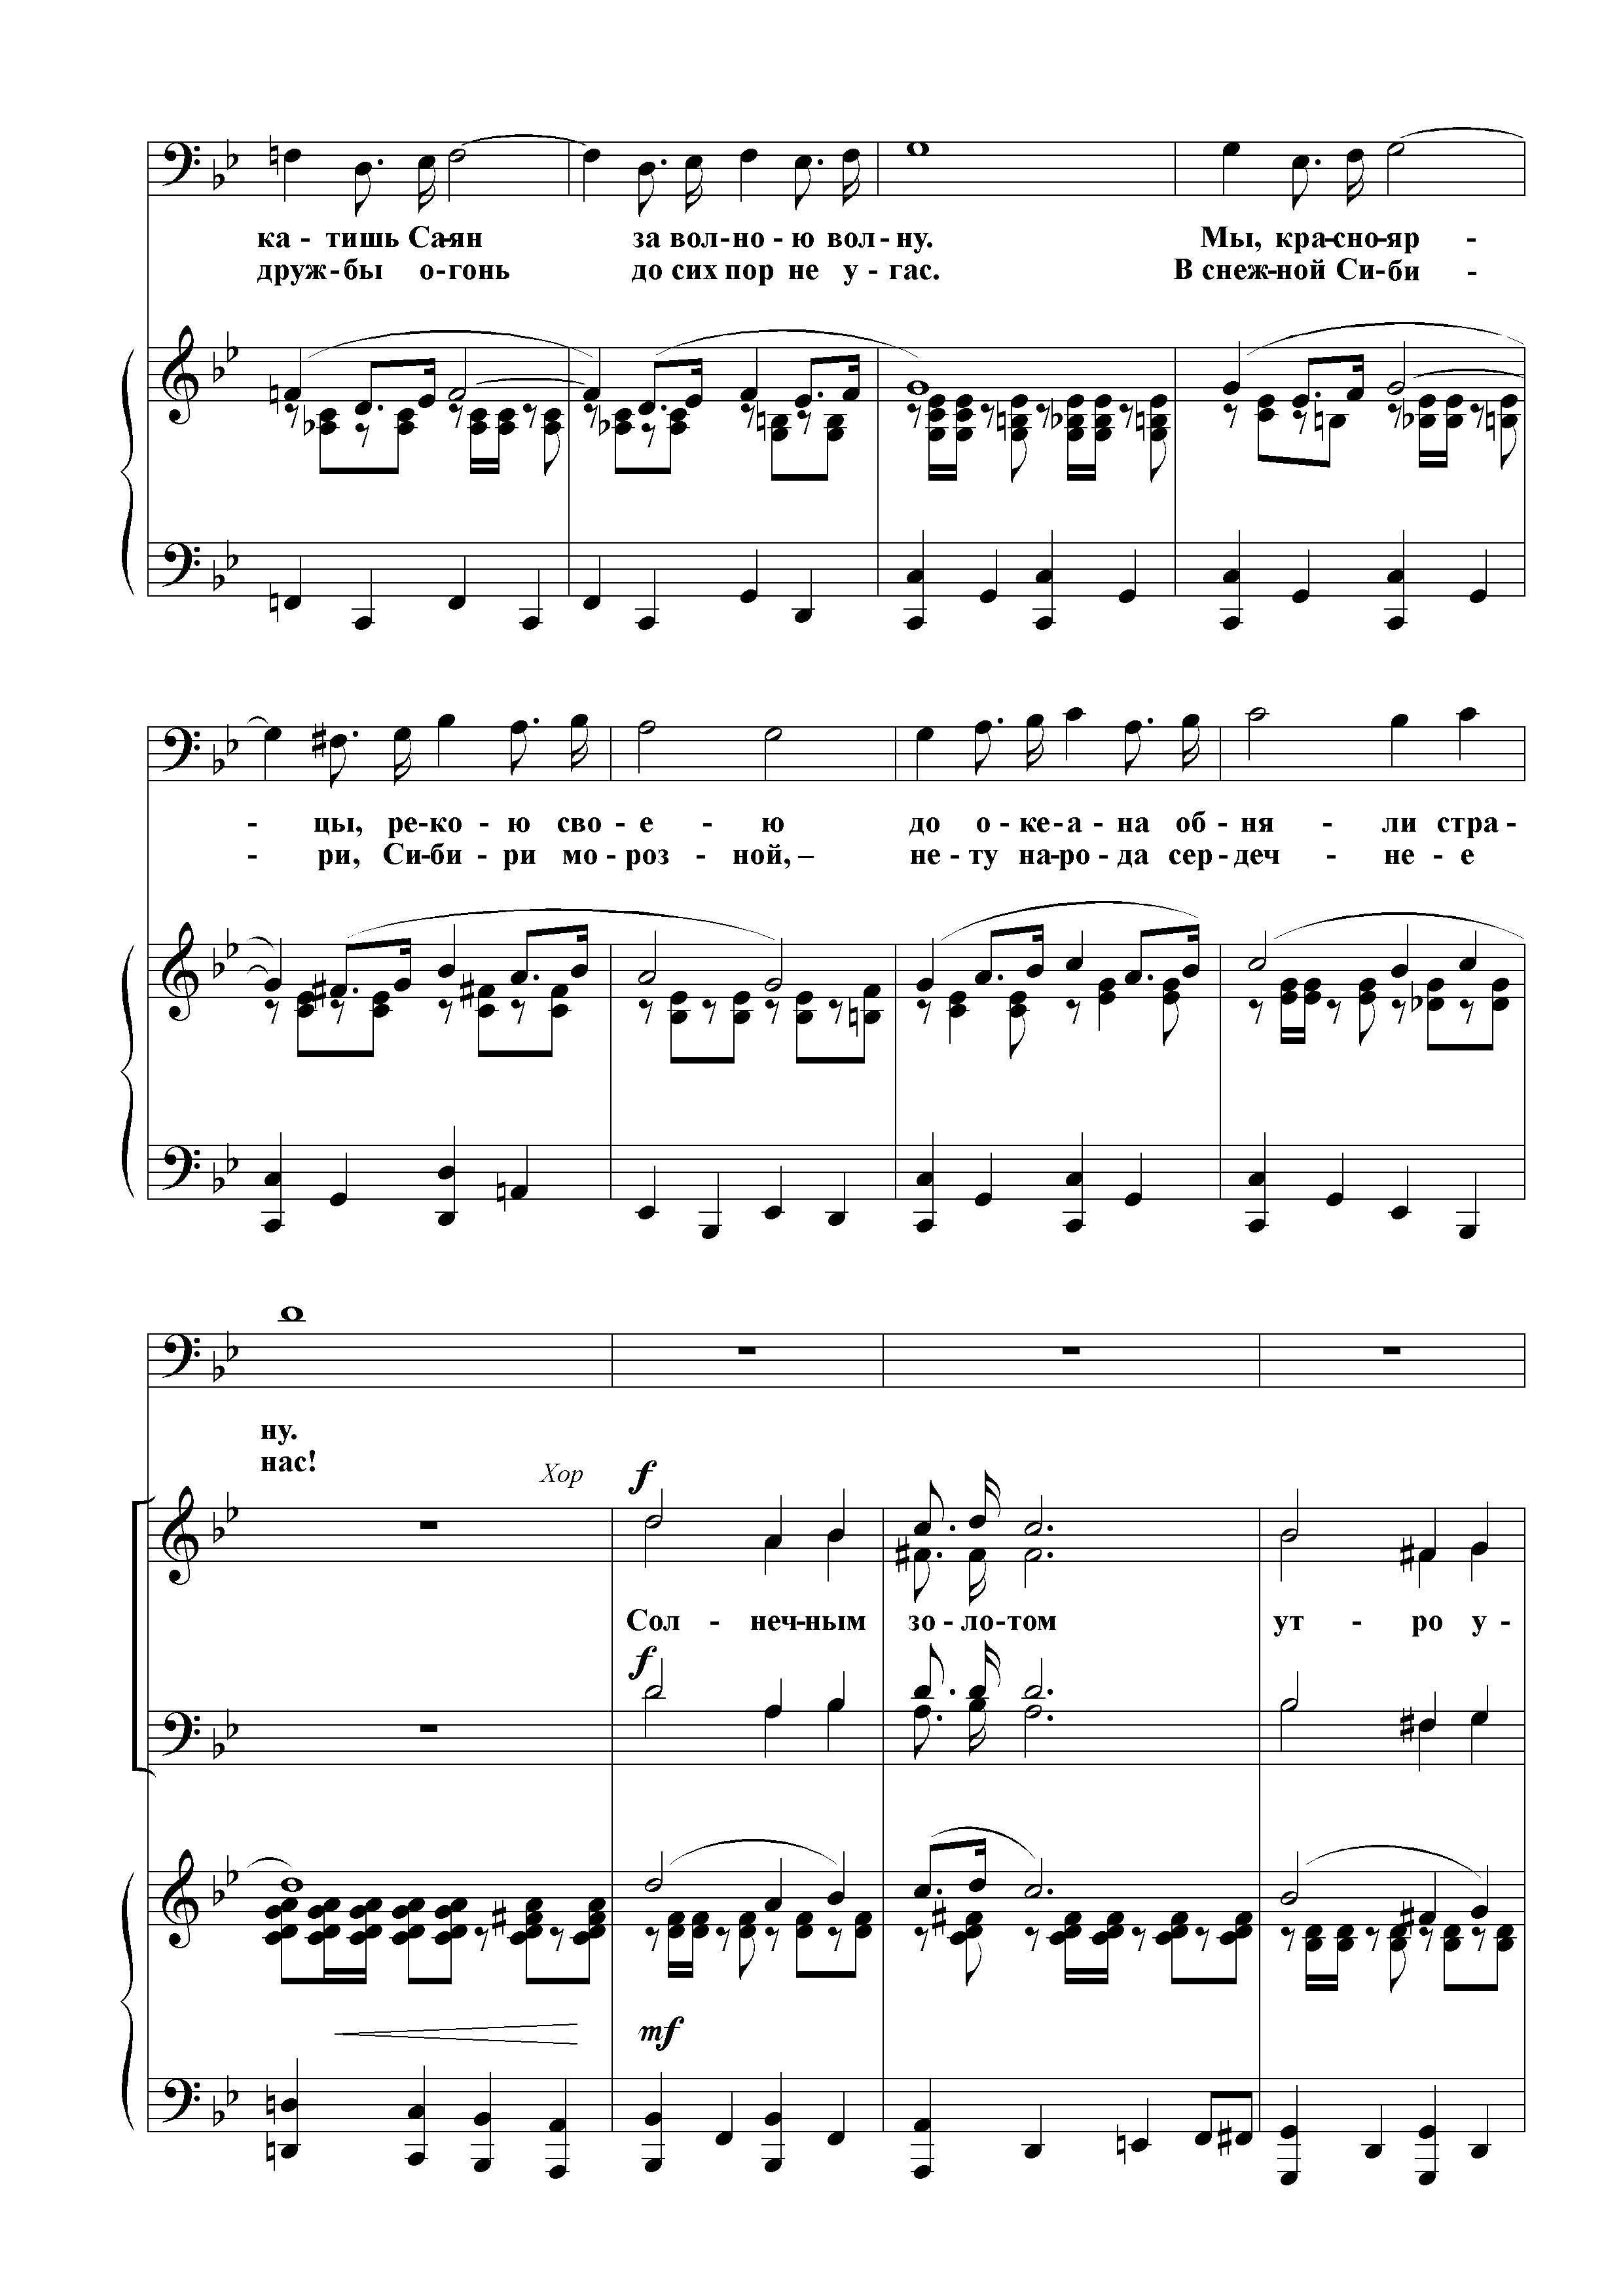 ка - тишь Са-ян за вол-но - ю вол-ну. Мы, кра-сно-яр -
друж-бы о-гонь до сих пор не у - гас. В снеж-ной Си-би -
- цы, ре-ко - ю сво - е - ю до о - ке-а - на об - ня - ли стра -
- ри, Си-би - ри мо - роз - ной, – не - ту на-ро - да сер-деч - не - е
ну.
нас!
Хор f
Сол - неч-ным зо - ло-том ут - ро у -
f
mf